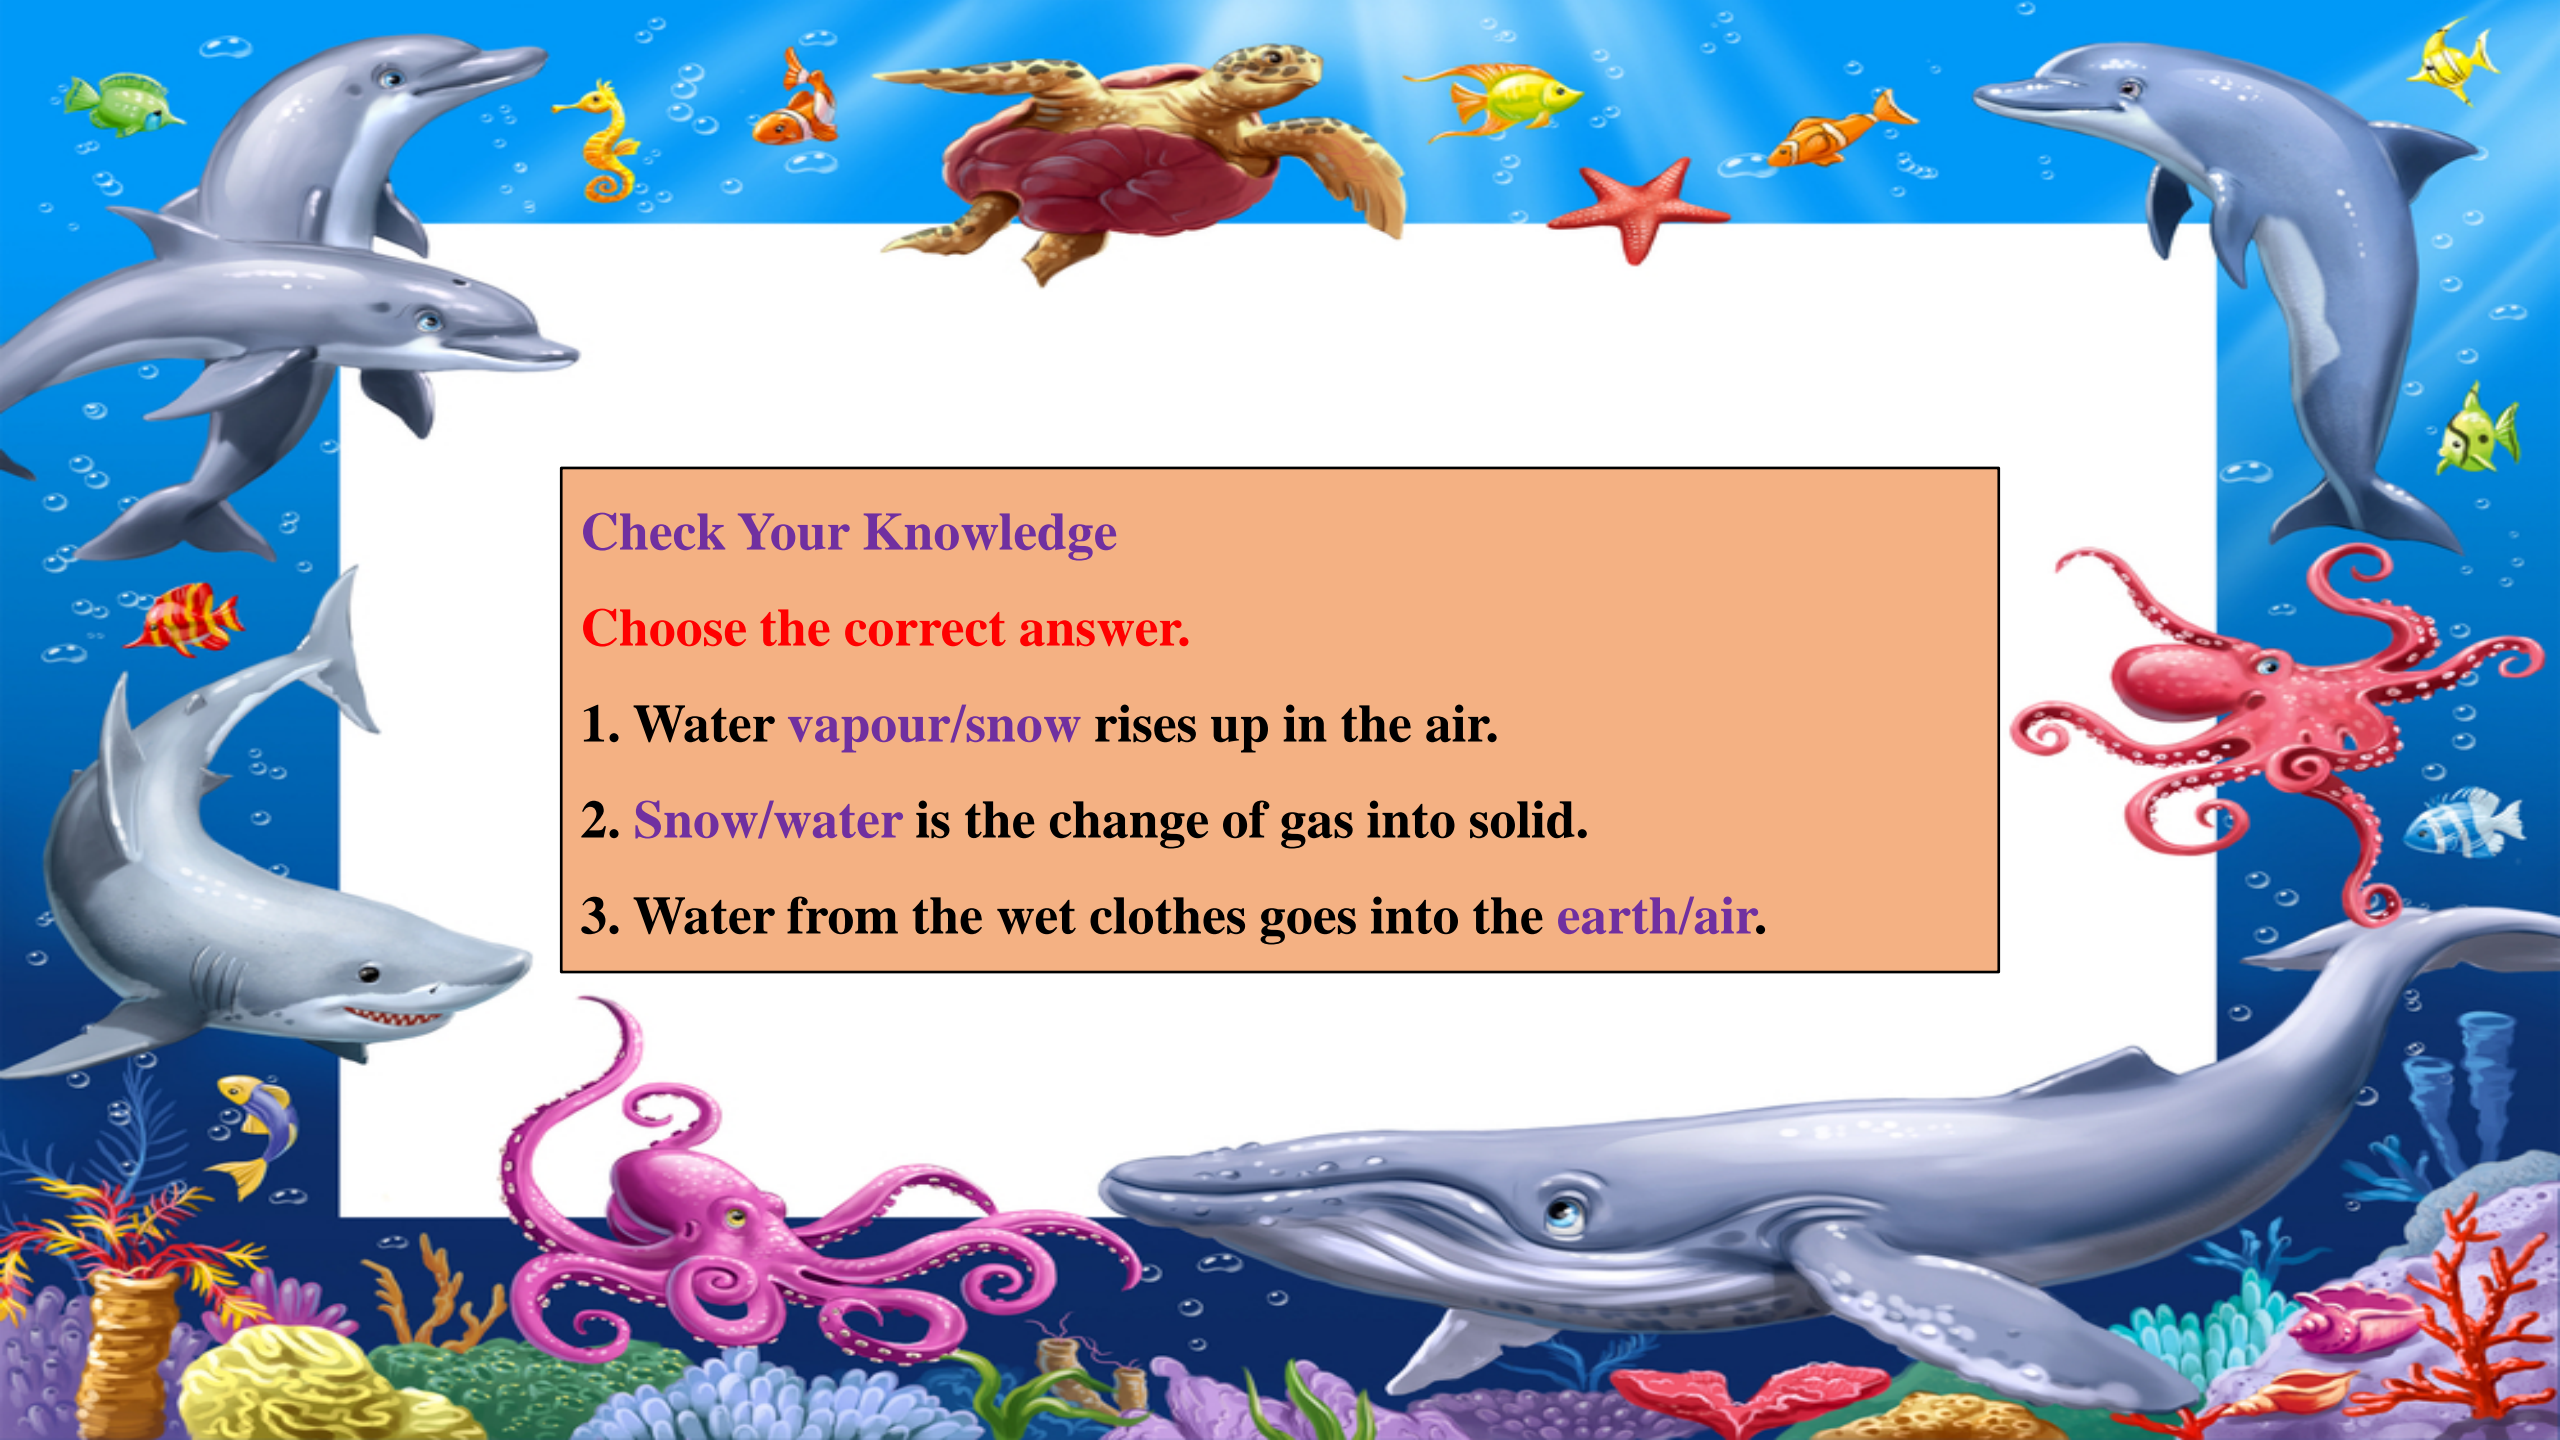 Check Your Knowledge
Choose the correct answer.
1. Water vapour/snow rises up in the air.
2. Snow/water is the change of gas into solid.
3. Water from the wet clothes goes into the earth/air.